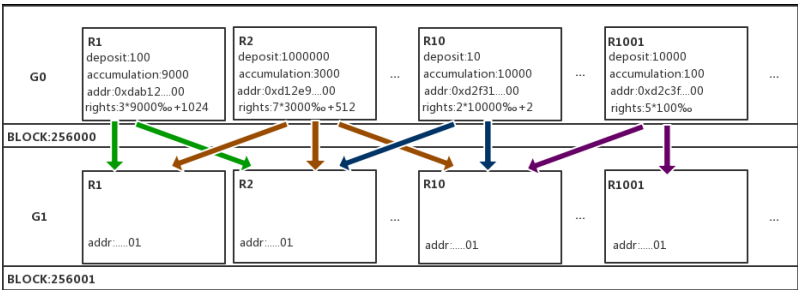 G0
R1
deposit:100
accumulation:9000
addr:0xdab12....00
rights:3*9000‰+1024
R2
deposit:1000000
accumulation:3000
addr:0xd12e9....00
rights:7*3000‰+512
...
R10
deposit:10
accumulation:10000
addr:0xd2f31....00
rights:2*10000‰+2
...
R1001
deposit:10000
accumulation:100
addr:0xd2c3f....00
rights:5*100‰
...
BLOCK:256000
G1
R1
addr:.....01
R2
addr:.....01
...
R10
addr:.....01
...
R1001
addr:.....01
...
BLOCK:256001